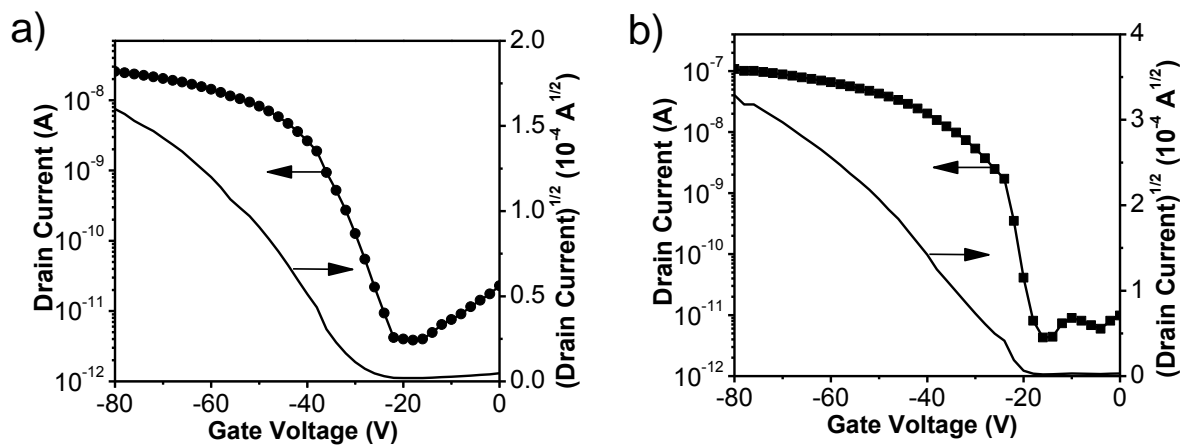 a)
Drain Current (A)
10⁻⁸
10⁻⁹
10⁻¹⁰
10⁻¹¹
10⁻¹²
2.0
1.5
1.0
0.5
0.0
(Drain Current)^1/2 (10⁻⁴ A^1/2)
-80 -60 -40 -20 0
Gate Voltage (V)
b)
Drain Current (A)
10⁻⁷
10⁻⁸
10⁻⁹
10⁻¹⁰
10⁻¹¹
10⁻¹²
4
3
2
1
0
(Drain Current)^1/2 (10⁻⁴ A^1/2)
-80 -60 -40 -20 0
Gate Voltage (V)